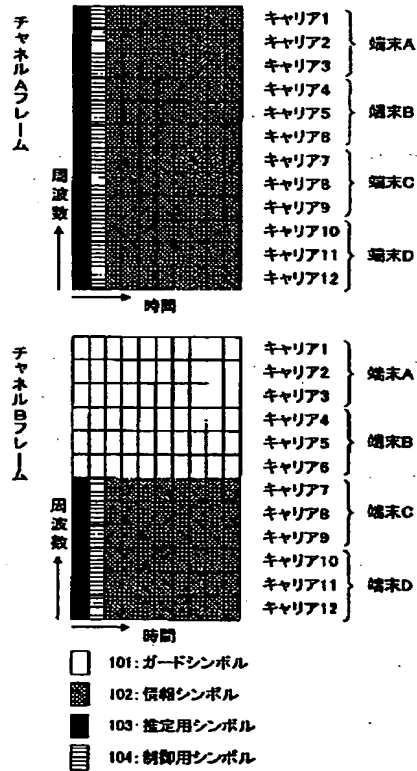 チャネルAフレーム
周波数
時間
キャリア1
キャリア2
キャリア3
キャリア4
キャリア5
キャリア6
キャリア7
キャリア8
キャリア9
キャリア10
キャリア11
キャリア12
端末A
端末B
端末C
端末D
チャネルBフレーム
周波数
時間
キャリア1
キャリア2
キャリア3
キャリア4
キャリア5
キャリア6
キャリア7
キャリア8
キャリア9
キャリア10
キャリア11
キャリア12
端末A
端末B
端末C
端末D
101:ガードシンボル
102:情報シンボル
103:推定用シンボル
104:制御用シンボル